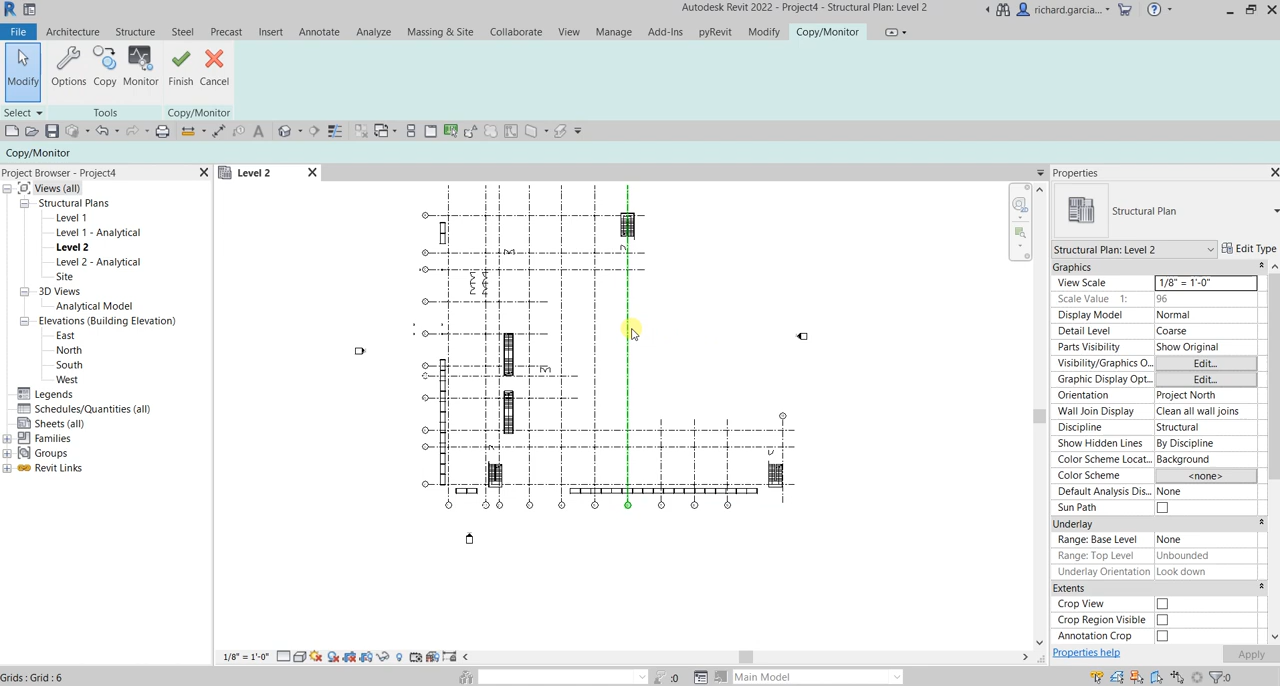 Autodesk Revit 2022 - Project4 - Structural Plan: Level 2
richard.garcia...
File Architecture Structure Steel Precast Insert Annotate Analyze Massing & Site Collaborate View Manage Add-Ins pyRevit Modify Copy/Monitor
Modify Options Copy Monitor Finish Cancel
Select Tools Copy/Monitor
Copy/Monitor
Project Browser - Project4
Level 2
Properties
Views (all)
Structural Plans
Level 1
Level 1 - Analytical
Level 2
Level 2 - Analytical
Site
3D Views
Analytical Model
Elevations (Building Elevation)
East
North
South
West
Legends
Schedules/Quantities (all)
Sheets (all)
Families
Groups
Revit Links
Structural Plan
Structural Plan: Level 2 Edit Type
Graphics
View Scale 1/8" = 1'-0"
Scale Value 1: 96
Display Model Normal
Detail Level Coarse
Parts Visibility Show Original
Visibility/Graphics O... Edit...
Graphic Display Opt... Edit...
Orientation Project North
Wall Join Display Clean all wall joins
Discipline Structural
Show Hidden Lines By Discipline
Color Scheme Locat... Background
Color Scheme <none>
Default Analysis Dis... None
Sun Path
Underlay
Range: Base Level None
Range: Top Level Unbounded
Underlay Orientation Look down
Extents
Crop View
Crop Region Visible
Annotation Crop
Properties help Apply
1/8" = 1'-0"
Grids : Grid : 6
:0 Main Model :0